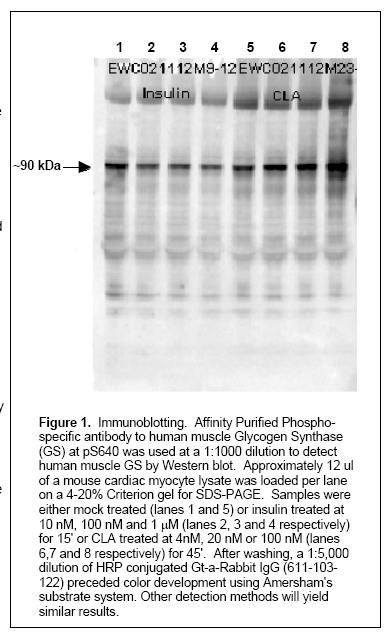 1 2 3 4 5 6 7 8
EWC021112M9-12EWC021112M23-
Insulin CLA
~90 kDa
Figure 1. Immunoblotting. Affinity Purified Phospho-
specific antibody to human muscle Glycogen Synthase
(GS) at pS640 was used at a 1:1000 dilution to detect
human muscle GS by Western blot. Approximately 12 ul
of a mouse cardiac myocyte lysate was loaded per lane
on a 4-20% Criterion gel for SDS-PAGE. Samples were
either mock treated (lanes 1 and 5) or insulin treated at
10 nM, 100 nM and 1 µM (lanes 2, 3 and 4 respectively)
for 15' or CLA treated at 4nM, 20 nM or 100 nM (lanes
6,7 and 8 respectively) for 45'. After washing, a 1:5,000
dilution of HRP conjugated Gt-a-Rabbit IgG (611-103-
122) preceded color development using Amersham's
substrate system. Other detection methods will yield
similar results.